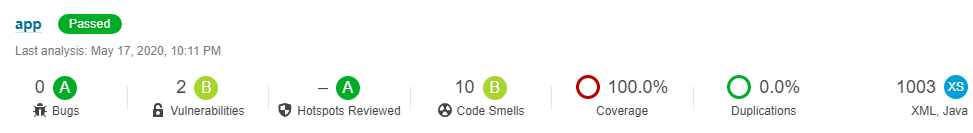 app Passed
Last analysis: May 17, 2020, 10:11 PM
0 A 2 B – A 10 B 100.0% 0.0% 1003 XS
Bugs Vulnerabilities Hotspots Reviewed Code Smells Coverage Duplications XML, Java